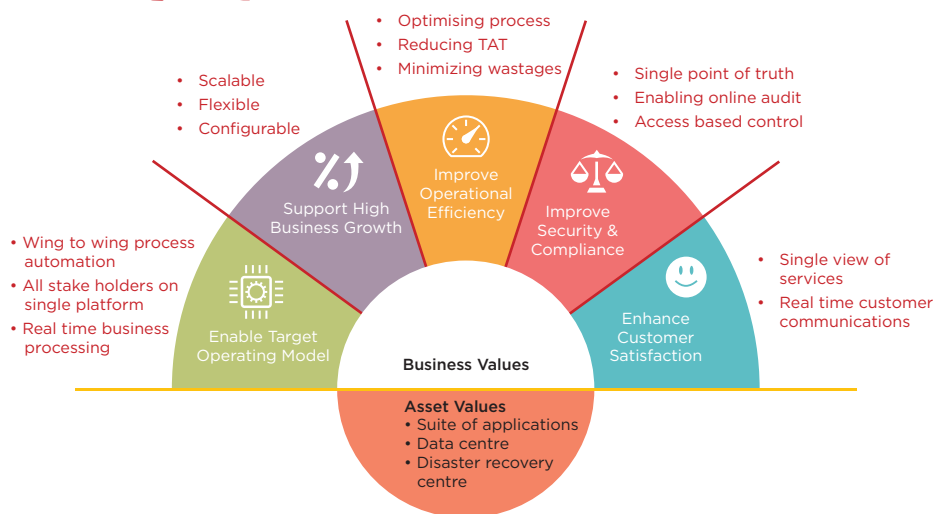 • Optimising process
• Reducing TAT
• Minimizing wastages
• Scalable
• Flexible
• Configurable
• Single point of truth
• Enabling online audit
• Access based control
• Wing to wing process
automation
• All stake holders on
single platform
• Real time business
processing
• Single view of
services
• Real time customer
communications
Enable Target
Operating Model
Support High
Business Growth
Improve
Operational
Efficiency
Improve
Security &
Compliance
Enhance
Customer
Satisfaction
Business Values
Asset Values
• Suite of applications
• Data centre
• Disaster recovery
centre